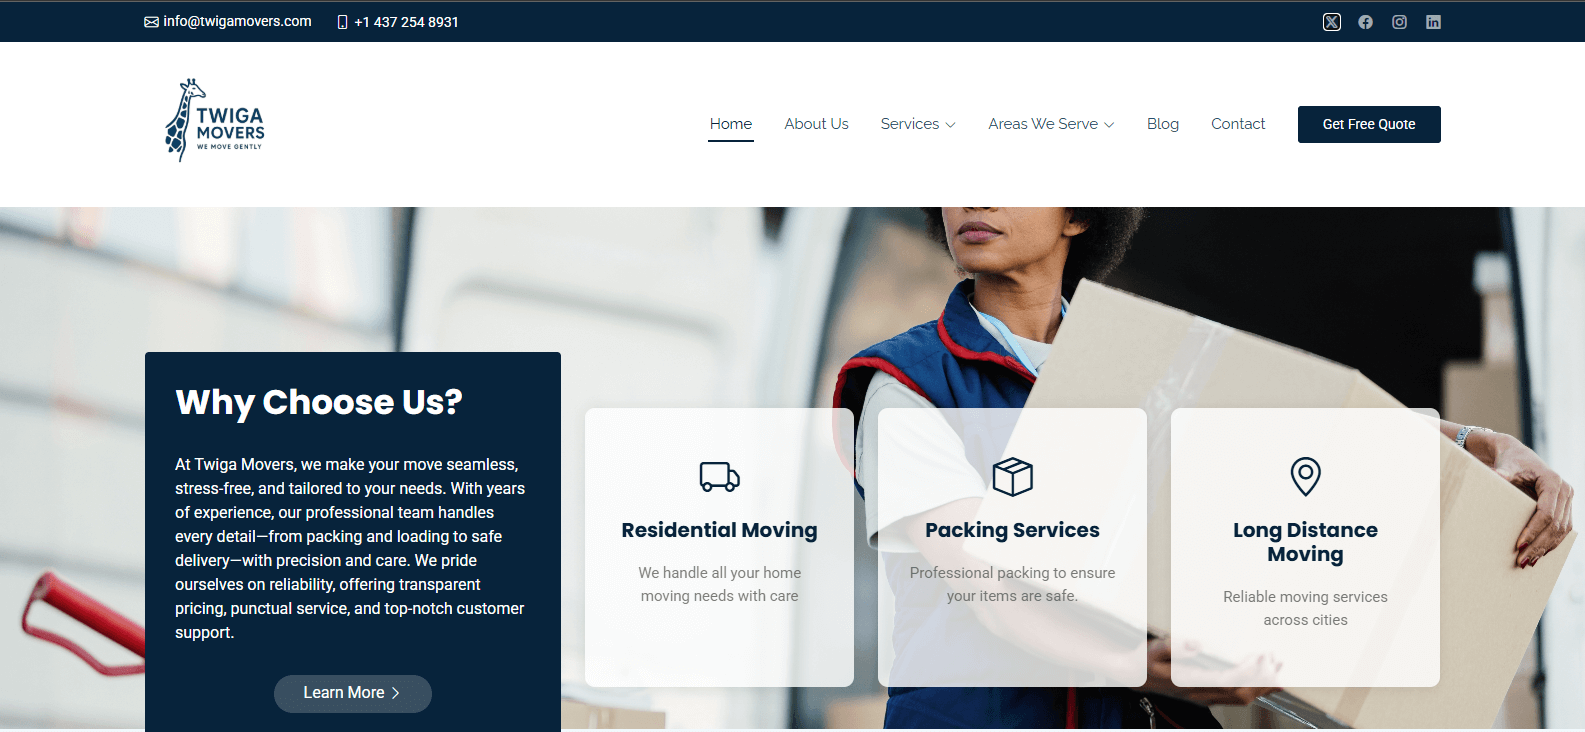 info@twigamovers.com
+1 437 254 8931
TWIGA
MOVERS
WE MOVE GENTLY
Home
About Us
Services
Areas We Serve
Blog
Contact
Get Free Quote
Why Choose Us?
At Twiga Movers, we make your move seamless,
stress-free, and tailored to your needs. With years
of experience, our professional team handles
every detail—from packing and loading to safe
delivery—with precision and care. We pride
ourselves on reliability, offering transparent
pricing, punctual service, and top-notch customer
support.
Learn More
Residential Moving
We handle all your home
moving needs with care
Packing Services
Professional packing to ensure
your items are safe.
Long Distance
Moving
Reliable moving services
across cities